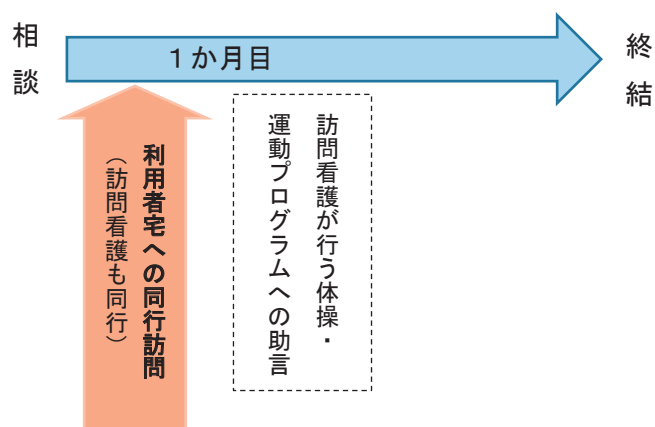 相談
１か月目
終結
利用者宅への同行訪問
（訪問看護も同行）
訪問看護が行う体操・
運動プログラムへの助言